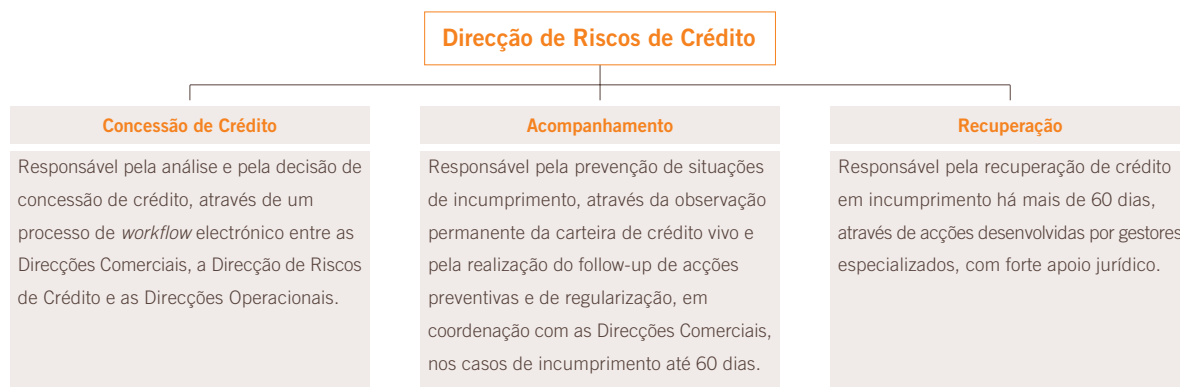 Direcção de Riscos de Crédito
Concessão de Crédito
Responsável pela análise e pela decisão de
concessão de crédito, através de um
processo de workflow electrónico entre as
Direcções Comerciais, a Direcção de Riscos
de Crédito e as Direcções Operacionais.
Acompanhamento
Responsável pela prevenção de situações
de incumprimento, através da observação
permanente da carteira de crédito vivo e
pela realização do follow-up de acções
preventivas e de regularização, em
coordenação com as Direcções Comerciais,
nos casos de incumprimento até 60 dias.
Recuperação
Responsável pela recuperação de crédito
em incumprimento há mais de 60 dias,
através de acções desenvolvidas por gestores
especializados, com forte apoio jurídico.